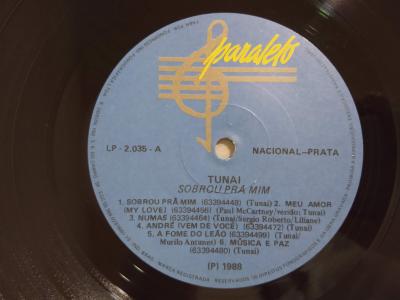 paralelo
LP - 2.035 - A
NACIONAL-PRATA
TUNAI
SOBROU PRÁ MIM
1. SOBROU PRÁ MIM (63394448) (Tunai) 2. MEU AMOR
(MY LOVE) (63394456) (Paul McCartney/versão: Tunai)
3. NUMAS (63394464) (Tunai/Sergio Roberto/Liliane)
4. ANDRÉ (VEM DE VOCÊ) (63394472) (Tunai)
5. A FOME DO LEÃO (63394499) (Tunai/
Murilo Antunes) 6. MÚSICA E PAZ
(63394480) (Tunai)
(P) 1988